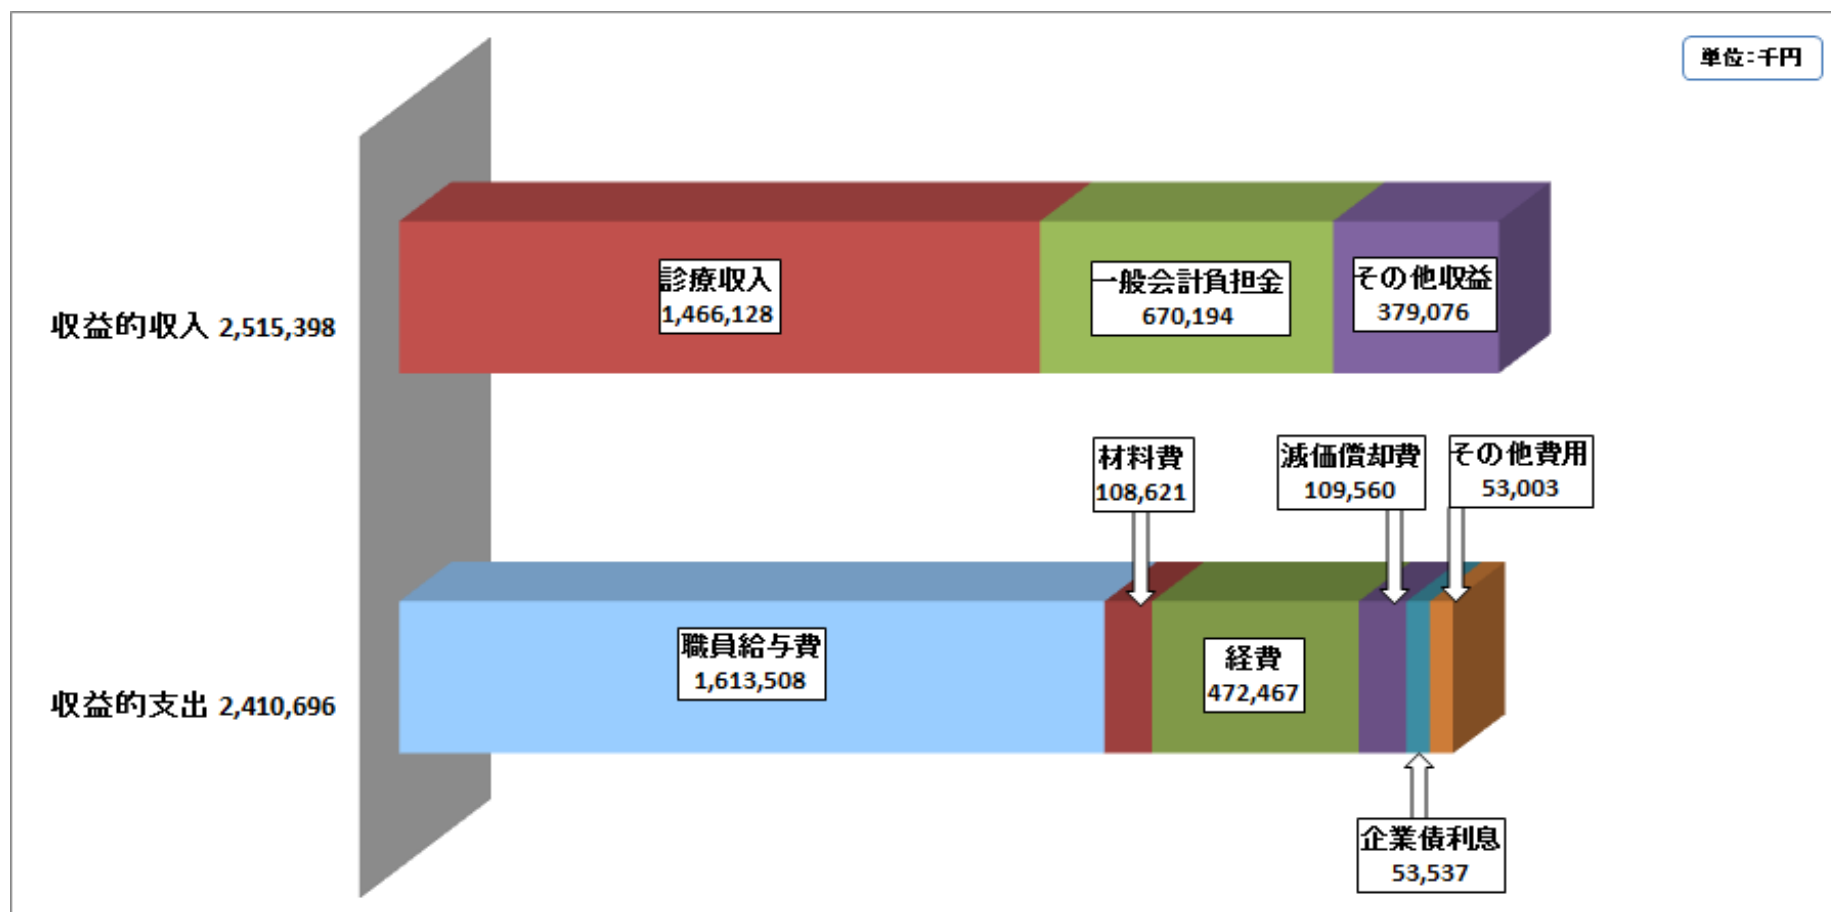 単位:千円
収益的収入 2,515,398
診療収入
1,466,128
一般会計負担金
670,194
その他収益
379,076
材料費
108,621
減価償却費
109,560
その他費用
53,003
収益的支出 2,410,696
職員給与費
1,613,508
経費
472,467
企業債利息
53,537